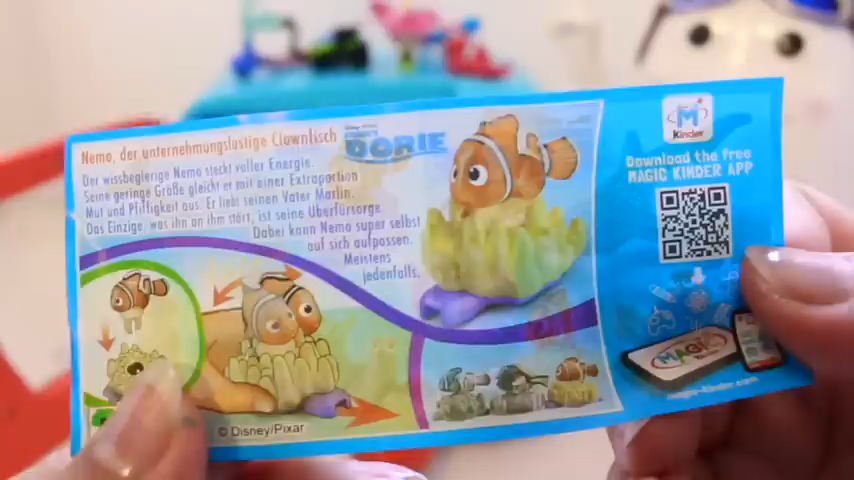 Nemo, der unternehmungslustige Clownfisch
Der wissbegierige Nemo steckt voller Energie.
Seine geringe Größe gleicht er mit einer Extraportion
Mut und Pfiffigkeit aus. Er liebt seinen Vater Marlin.
Das Einzige, was ihn an ihm stört, ist seine Überfürsorge.
Dabei kann Nemo super selbst
auf sich aufpassen.
Meistens
jedenfalls.
DORIE
© Disney/Pixar
M
Kinder
Download the free
MAGIC KINDER APP
MAGIC
magic-kinder.com